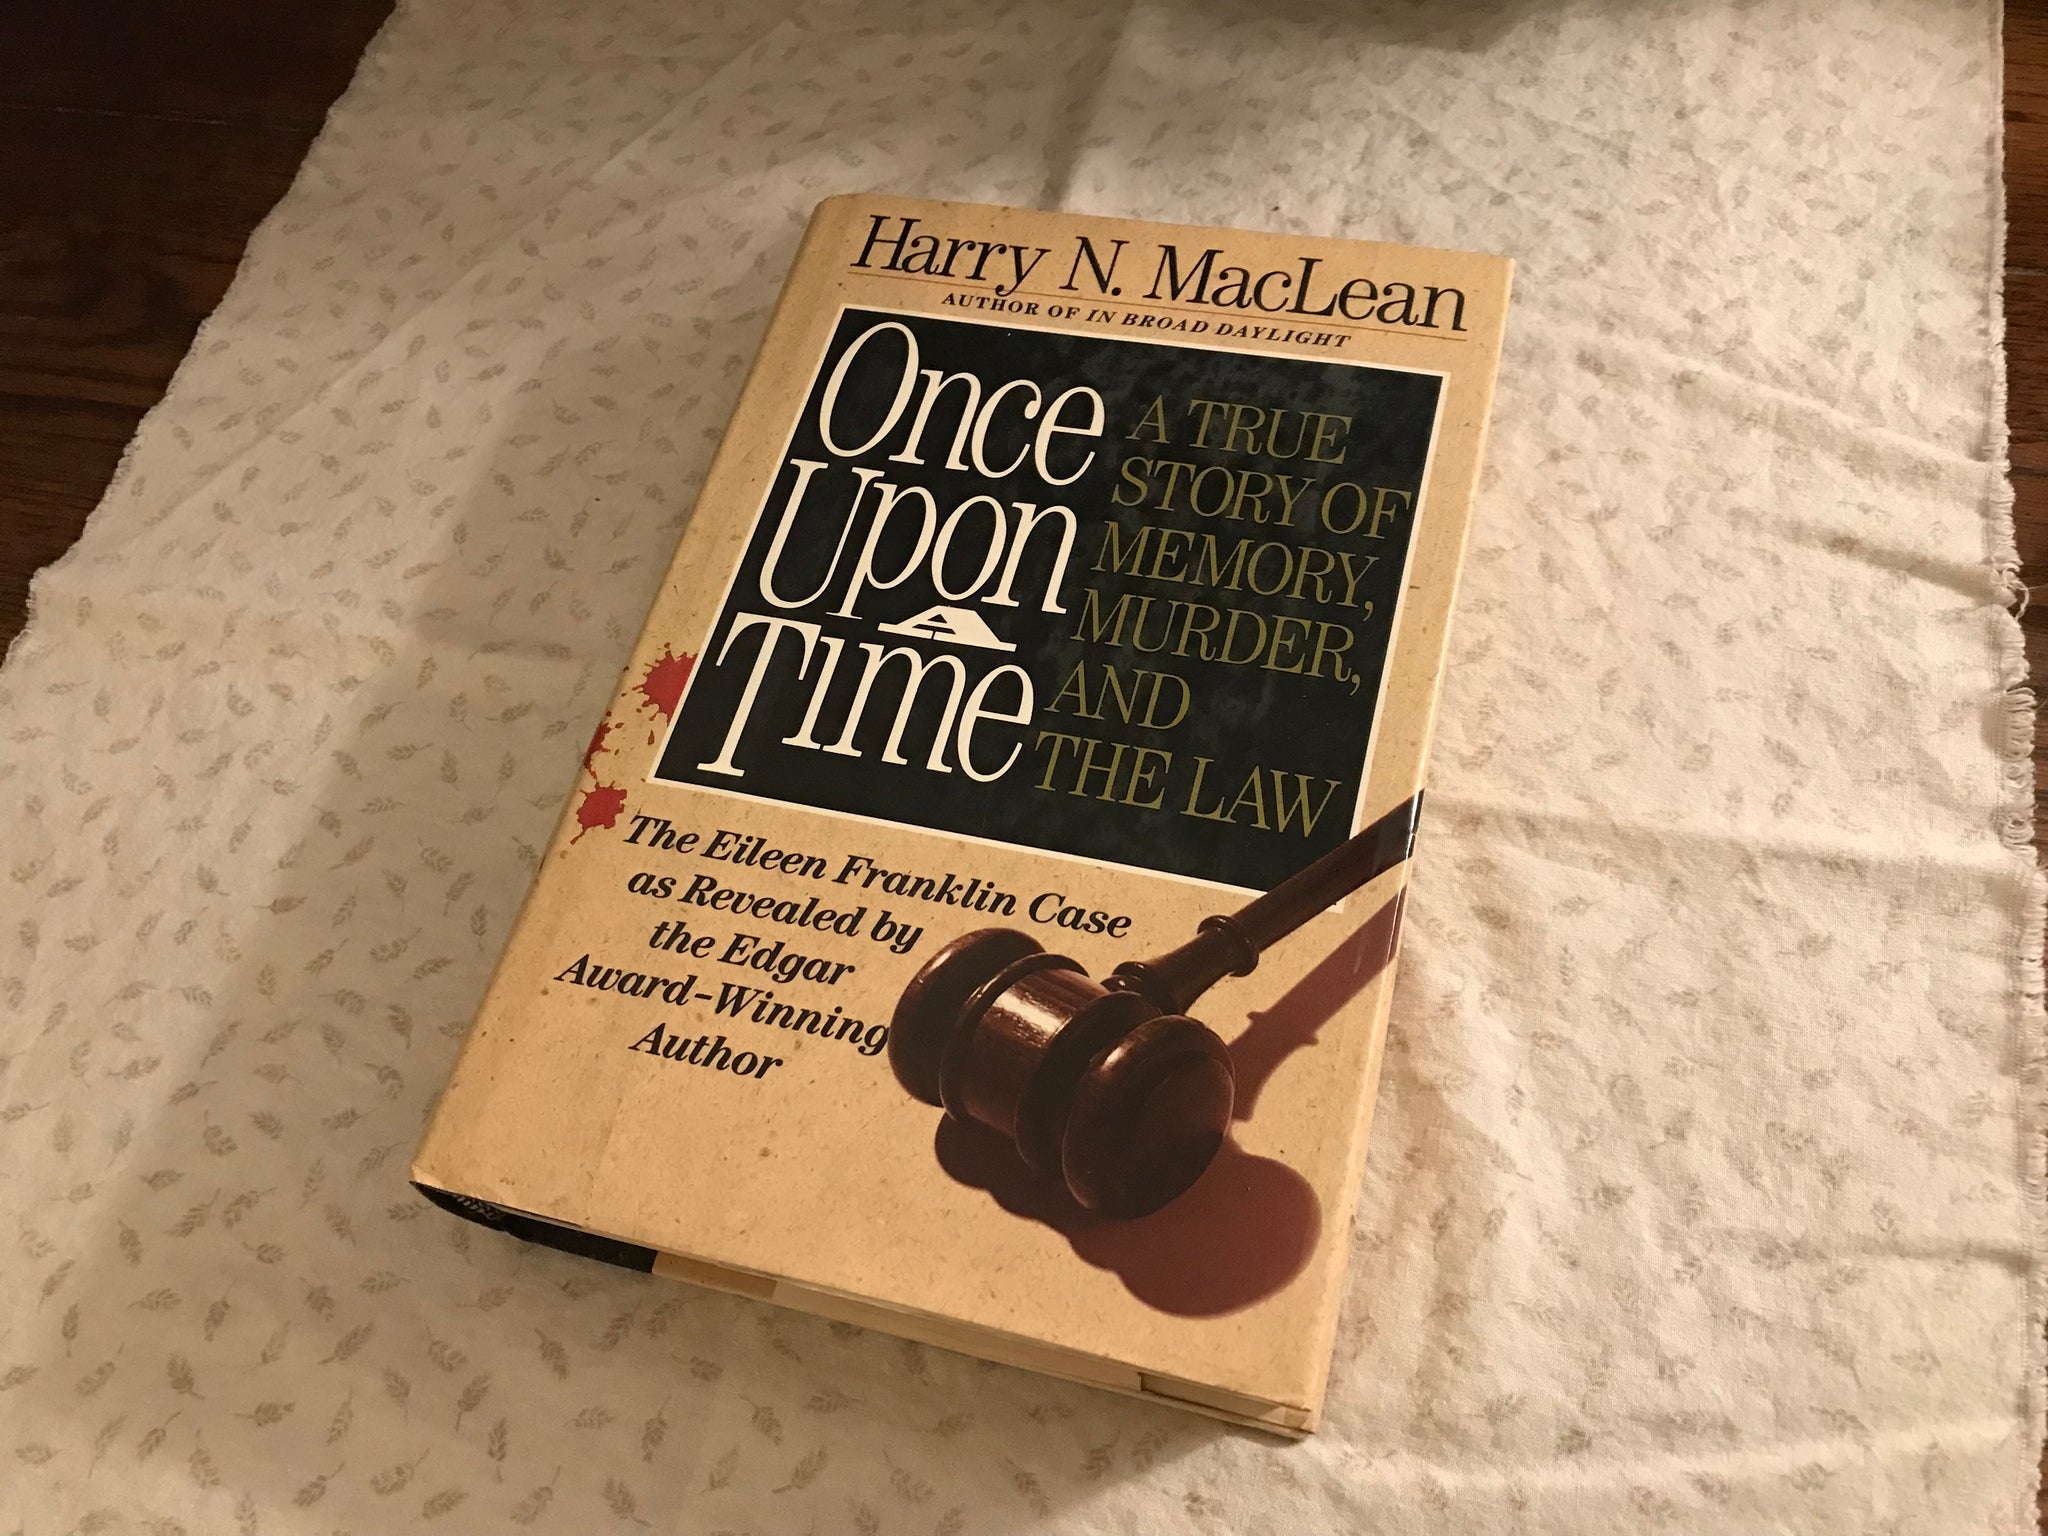 Harry N. MacLean
AUTHOR OF IN BROAD DAYLIGHT
Once
Upon
A
Time
A TRUE
STORY OF
MEMORY,
MURDER,
AND
THE LAW
The Eileen Franklin Case
as Revealed by
the Edgar
Award-Winning
Author